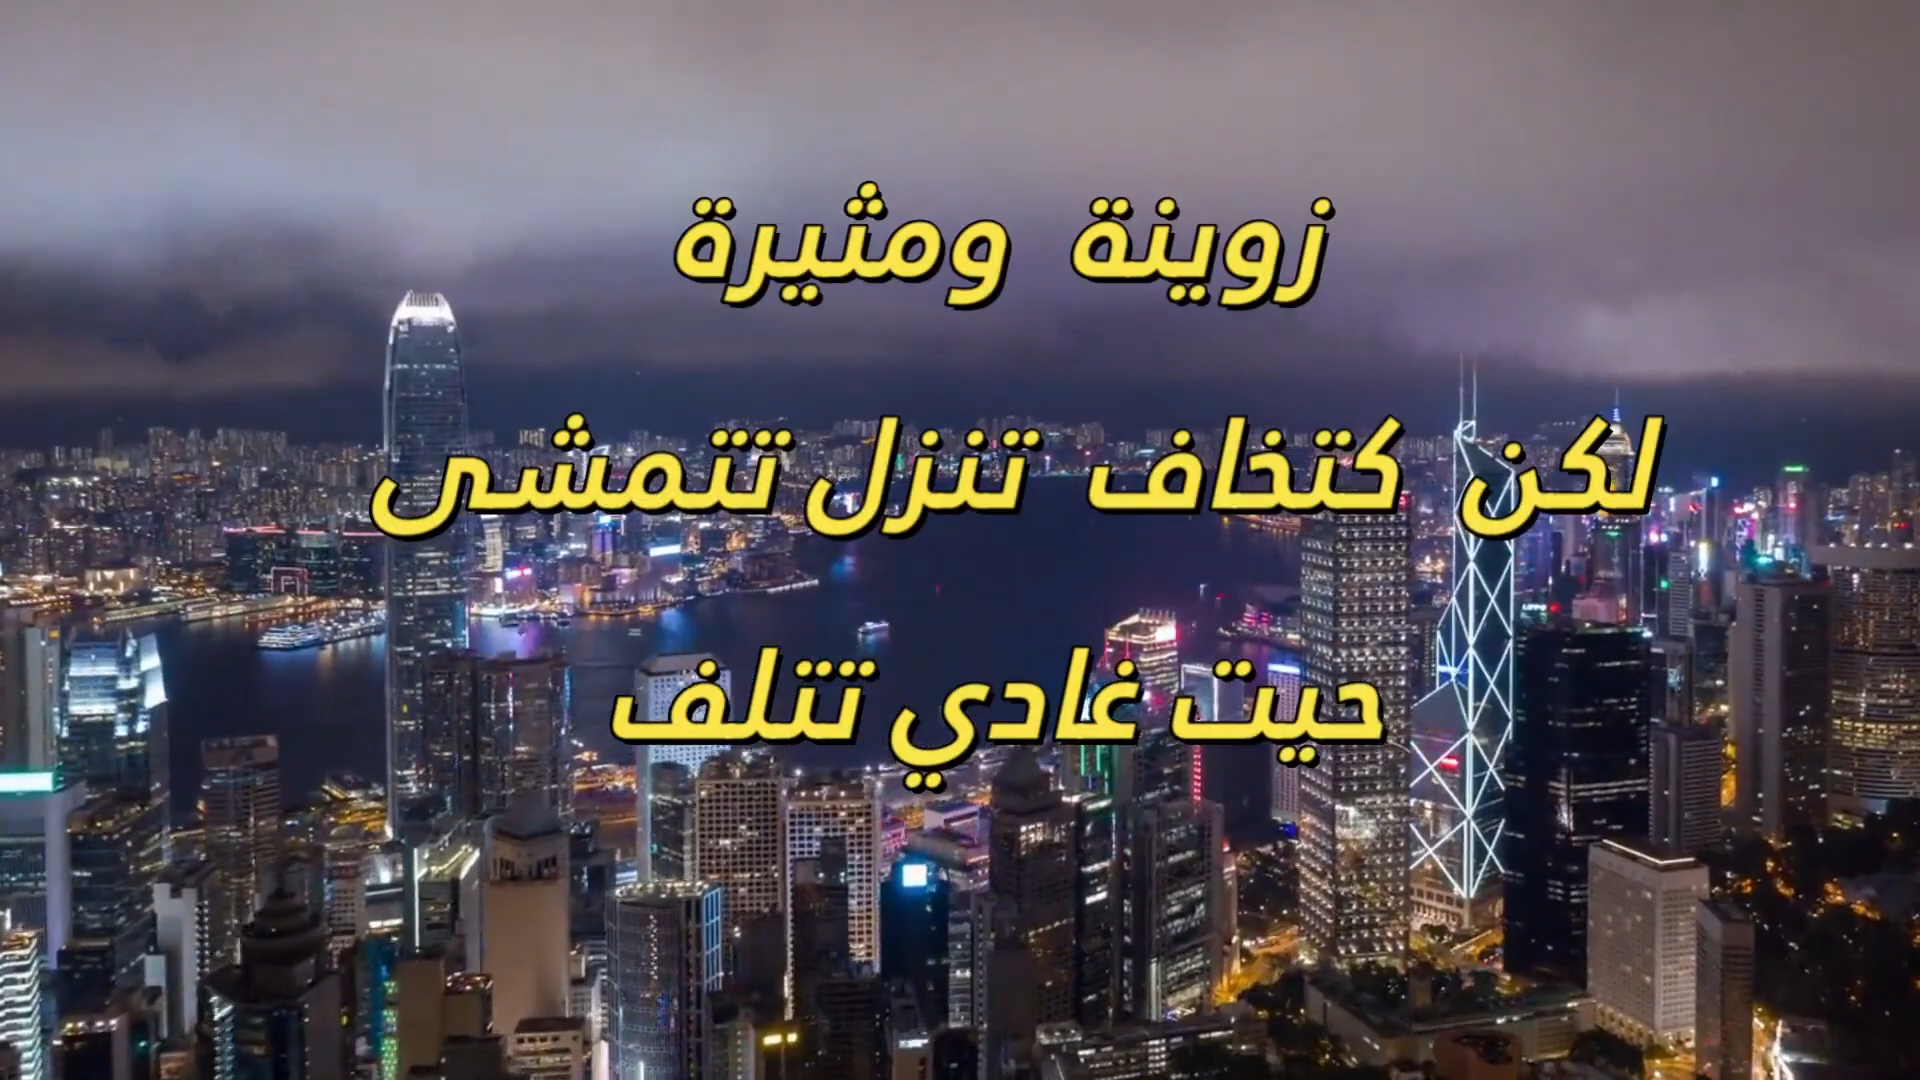 زوينة ومثيرة
لكن كتخاف تنزل تتمشى
حيت غادي تتلف